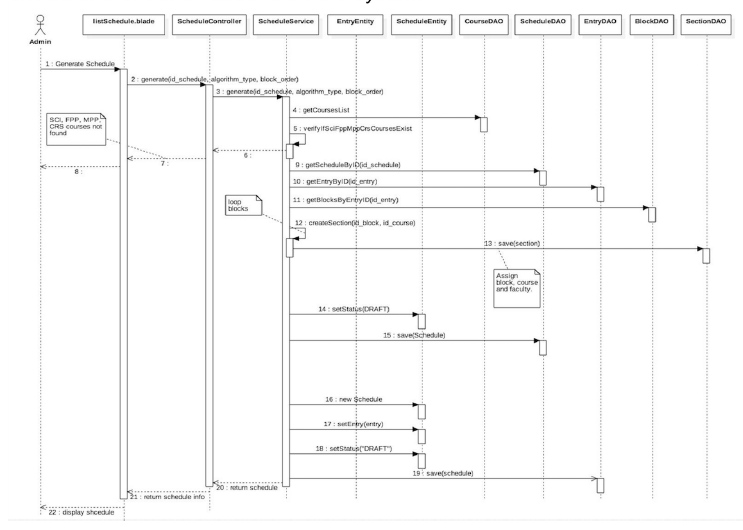 listSchedule.blade
ScheduleController
ScheduleService
EntryEntity
ScheduleEntity
CourseDAO
ScheduleDAO
EntryDAO
BlockDAO
SectionDAO
Admin
1 : Generate Schedule
2 : generate(id_schedule, algorithm_type, block_order)
3 : generate(id_schedule, algorithm_type, block_order)
4 : getCoursesList
SCI, FPP, MPP,
CRS courses not
found
5 : verifyIfSciFppMppCrsCoursesExist
6 :
7 :
8 :
9 : getScheduleByID(id_schedule)
10 : getEntryByID(id_entry)
11 : getBlocksByEntryID(id_entry)
loop
blocks
12 : createSection(id_block, id_course)
13 : save(section)
Assign
block, course
and faculty.
14 : setStatus(DRAFT)
15 : save(Schedule)
16 : new Schedule
17 : setEntry(entry)
18 : setStatus("DRAFT")
19 : save(schedule)
20 : return schedule
21 : return schedule info
22 : display shcedule